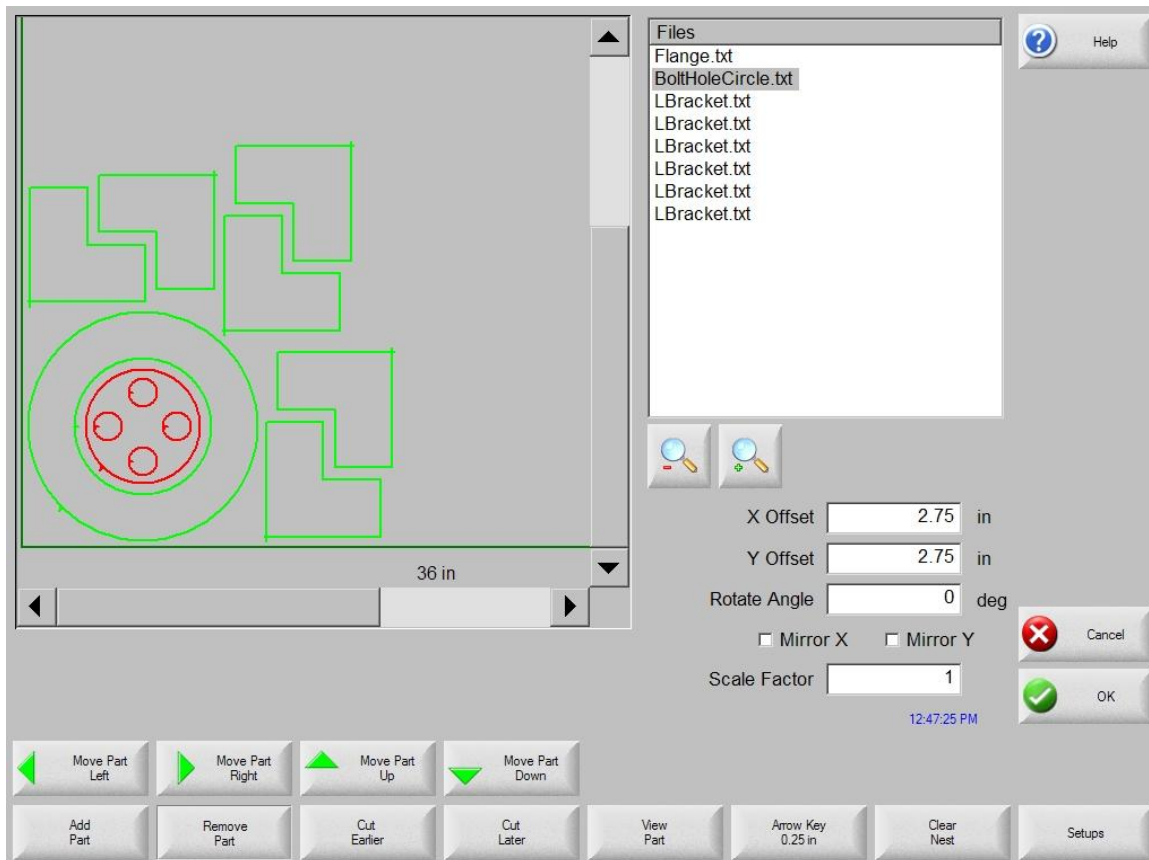 Files
Flange.txt
BoltHoleCircle.txt
LBracket.txt
LBracket.txt
LBracket.txt
LBracket.txt
LBracket.txt
LBracket.txt
Help
36 in
X Offset 2.75 in
Y Offset 2.75 in
Rotate Angle 0 deg
Mirror X Mirror Y
Scale Factor 1
12:47:25 PM
Cancel
OK
Move Part
Left
Move Part
Right
Move Part
Up
Move Part
Down
Add
Part
Remove
Part
Cut
Earlier
Cut
Later
View
Part
Arrow Key
0.25 in
Clear
Nest
Setups